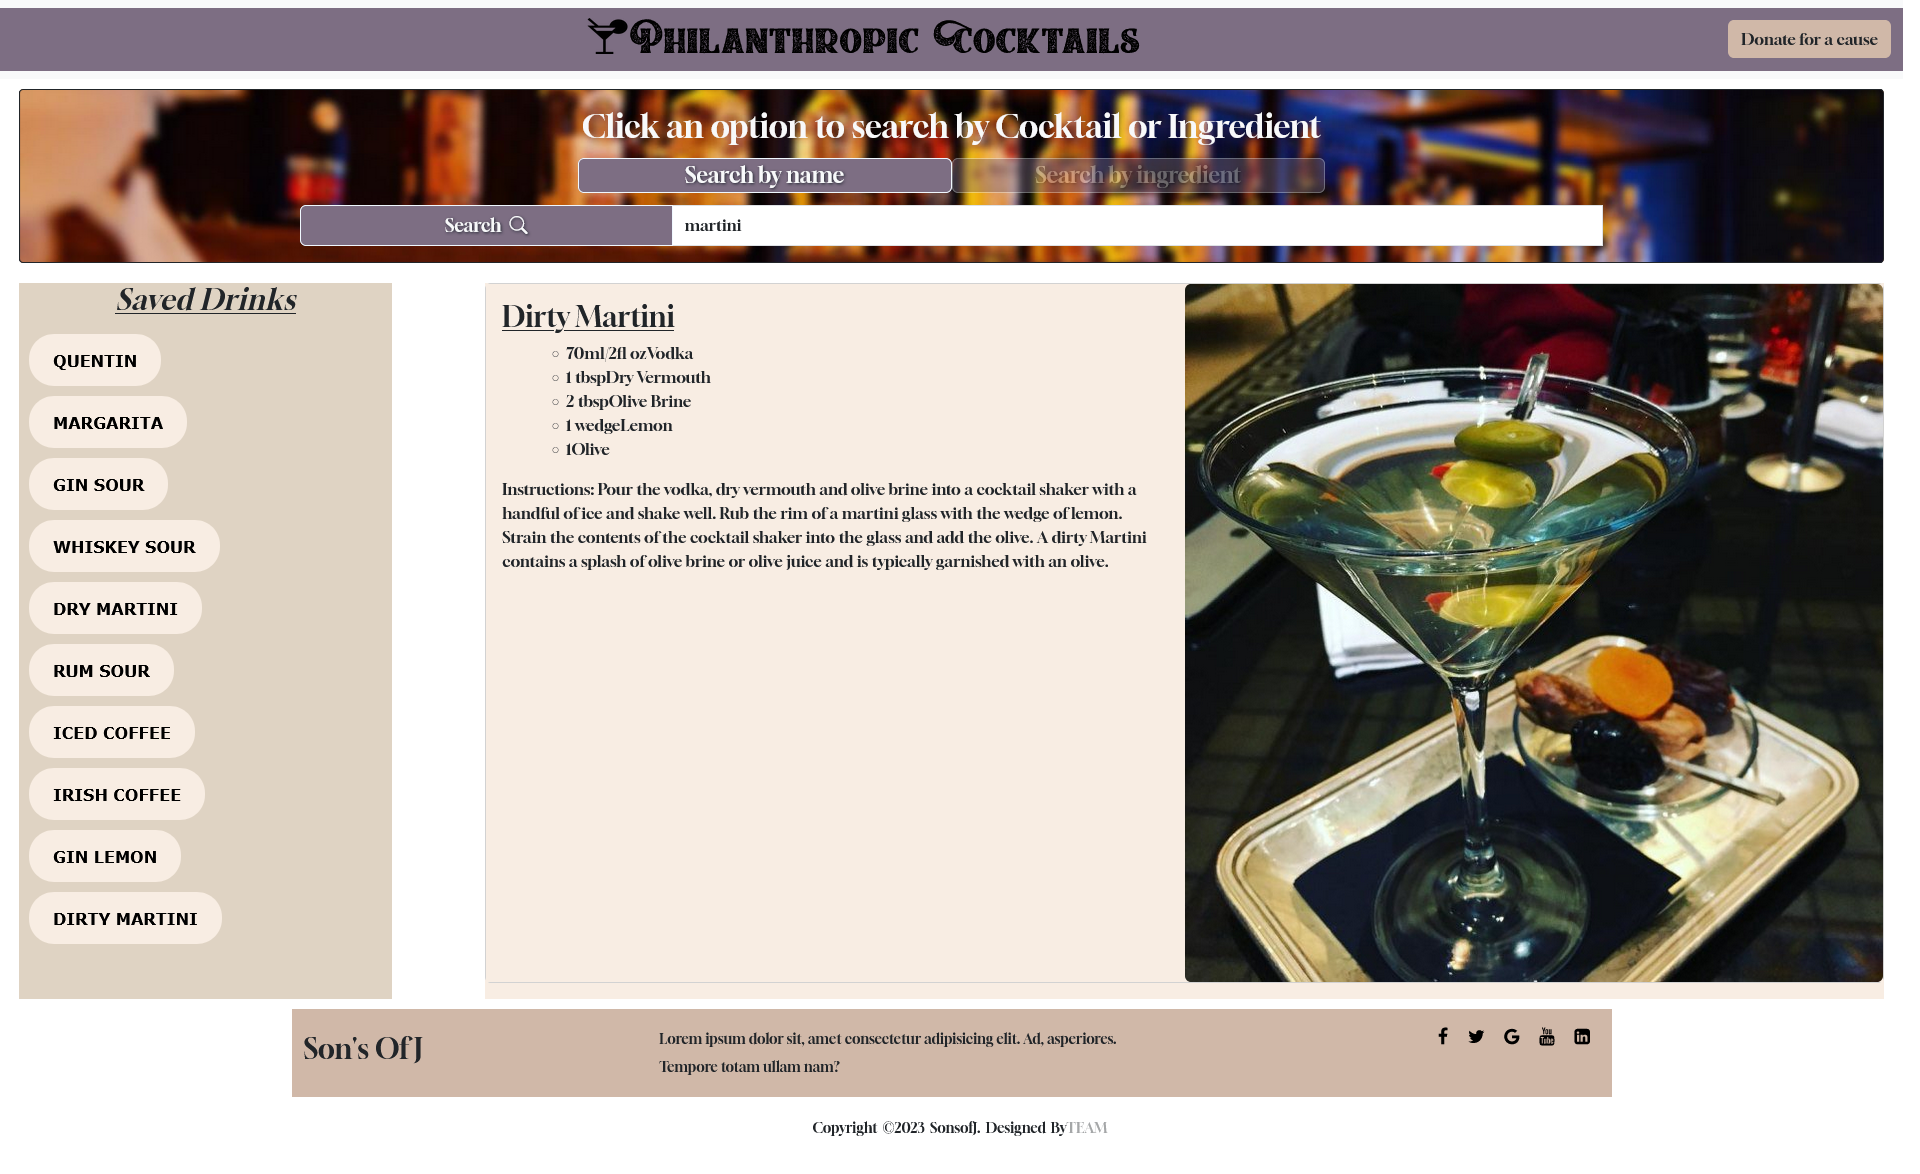 Philanthropic Cocktails
Donate for a cause
Click an option to search by Cocktail or Ingredient
Search by name
Search by ingredient
Search
martini
Saved Drinks
QUENTIN
MARGARITA
GIN SOUR
WHISKEY SOUR
DRY MARTINI
RUM SOUR
ICED COFFEE
IRISH COFFEE
GIN LEMON
DIRTY MARTINI
Dirty Martini
70ml/2fl ozVodka
1 tbspDry Vermouth
2 tbspOlive Brine
1 wedgeLemon
1Olive
Instructions: Pour the vodka, dry vermouth and olive brine into a cocktail shaker with a
handful of ice and shake well. Rub the rim of a martini glass with the wedge of lemon.
Strain the contents of the cocktail shaker into the glass and add the olive. A dirty Martini
contains a splash of olive brine or olive juice and is typically garnished with an olive.
Son's Of J
Lorem ipsum dolor sit, amet consectetur adipisicing elit. Ad, asperiores.
Tempore totam ullam nam?
You
Tube
in
Copyright ©2023 SonsofJ. Designed ByTEAM